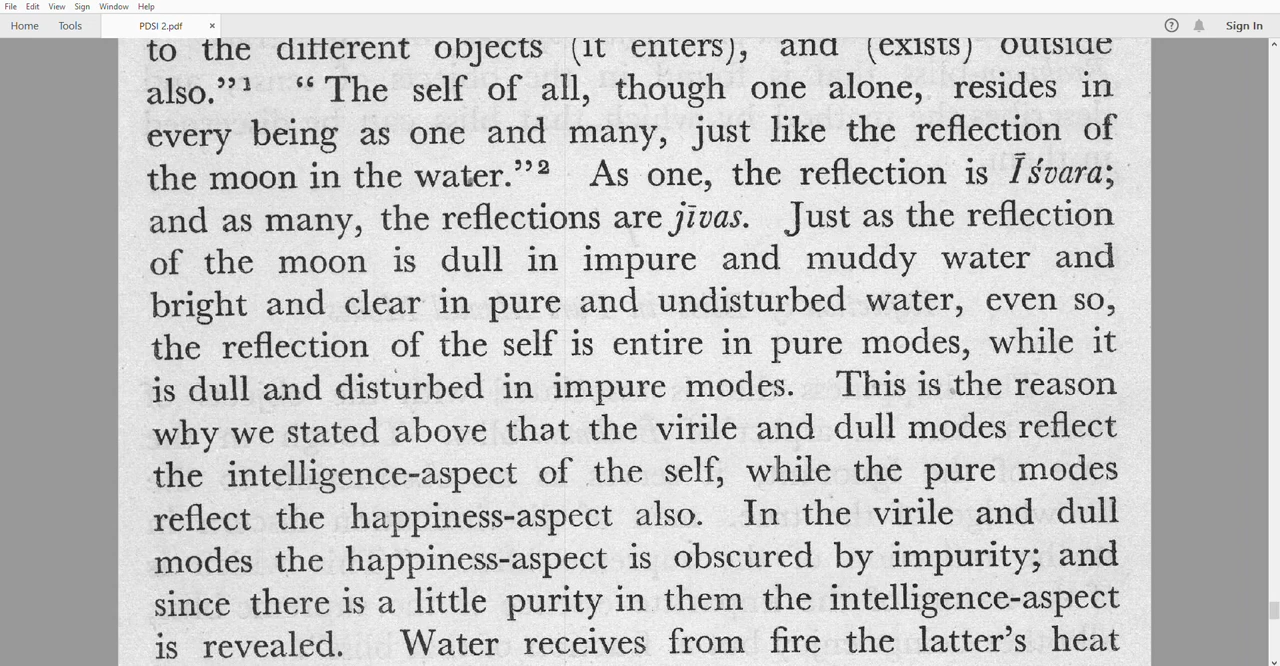 File Edit View Sign Window Help
Home Tools PDSI 2.pdf × Sign In
to the different objects (it enters), and (exists) outside
also.”¹ “ The self of all, though one alone, resides in
every being as one and many, just like the reflection of
the moon in the water.”² As one, the reflection is Īśvara;
and as many, the reflections are jīvas. Just as the reflection
of the moon is dull in impure and muddy water and
bright and clear in pure and undisturbed water, even so,
the reflection of the self is entire in pure modes, while it
is dull and disturbed in impure modes. This is the reason
why we stated above that the virile and dull modes reflect
the intelligence-aspect of the self, while the pure modes
reflect the happiness-aspect also. In the virile and dull
modes the happiness-aspect is obscured by impurity; and
since there is a little purity in them the intelligence-aspect
is revealed. Water receives from fire the latter’s heat